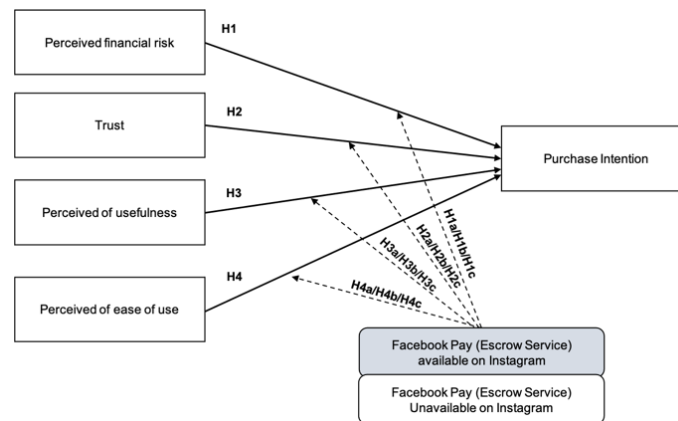 H1
Perceived financial risk
H2
Trust
Purchase Intention
H3
Perceived of usefulness
H1a/H1b/H1c
H2a/H2b/H2c
H3a/H3b/H3c
H4
H4a/H4b/H4c
Perceived of ease of use
Facebook Pay (Escrow Service)
available on Instagram
Facebook Pay (Escrow Service)
Unavailable on Instagram